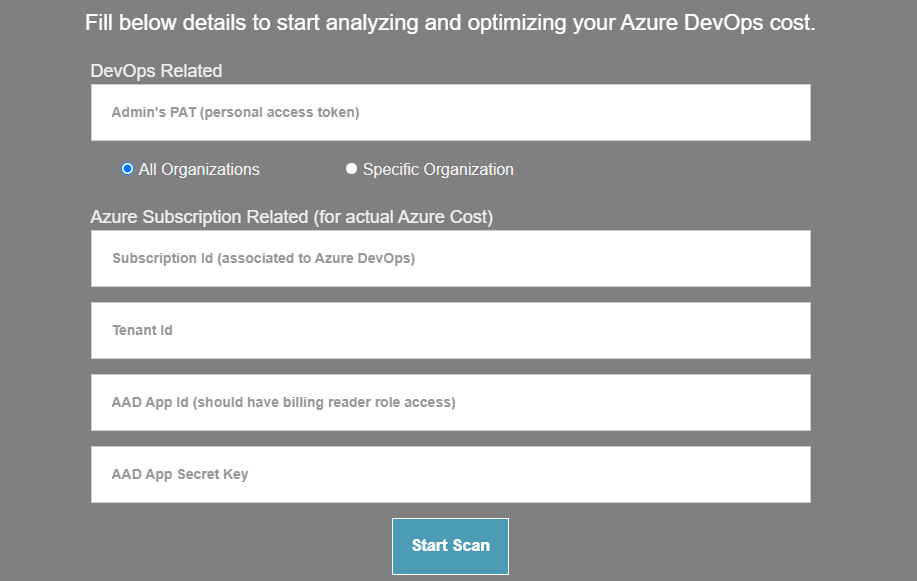 Fill below details to start analyzing and optimizing your Azure DevOps cost.
DevOps Related
Admin's PAT (personal access token)
All Organizations Specific Organization
Azure Subscription Related (for actual Azure Cost)
Subscription Id (associated to Azure DevOps)
Tenant Id
AAD App Id (should have billing reader role access)
AAD App Secret Key
Start Scan